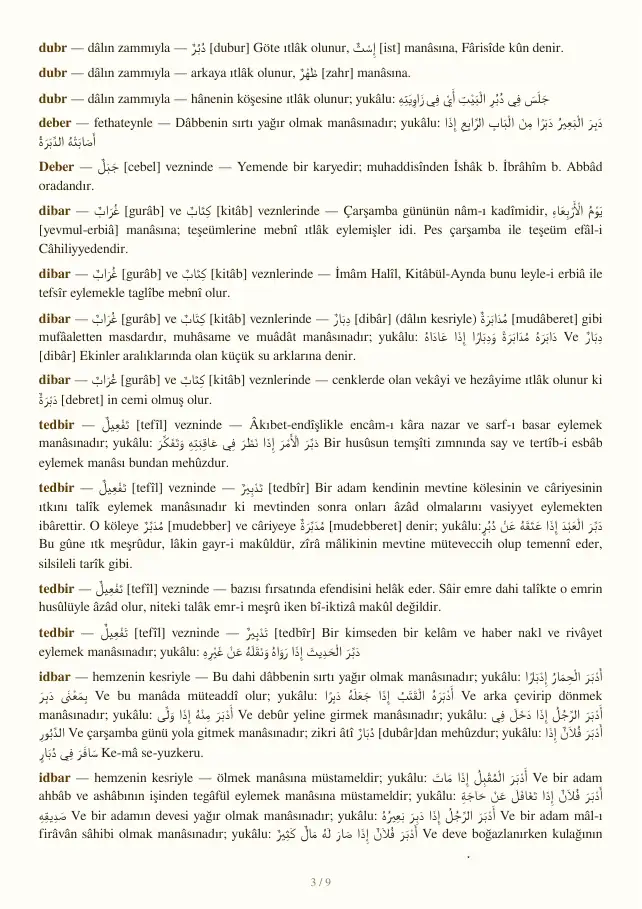 dubr — dâlın zammıyla — دُبُرٌ [dubur] Göte ıtlâk olunur, إِسْتٌ [ist] manâsına, Fârisîde kûn denir.
dubr — dâlın zammıyla — arkaya ıtlâk olunur, ظَهْرٌ [zahr] manâsına.
dubr — dâlın zammıyla — hânenin köşesine ıtlâk olunur; yukâlu: جَلَسَ فِي دُبُرِ الْبَيْتِ أَيْ فِي زَاوِيَتِهِ
deber — fethateynle — Dâbbenin sırtı yağır olmak manâsınadır; yukâlu: دَبِرَ الْبَعِيرُ دَبَرًا مِنَ الْبَابِ الرَّابِعِ إِذَا
أَصَابَتْهُ الدَّبَرَةُ
Deber — جَبَلٌ [cebel] vezninde — Yemende bir karyedir; muhaddisînden İshâk b. İbrâhîm b. Abbâd
oradandır.
dibar — غُرَابٌ [gurâb] ve كِتَابٌ [kitâb] veznlerinde — Çarşamba gününün nâm-ı kadîmidir, يَوْمُ الْأَرْبِعَاءِ
[yevmul-erbiâ] manâsına; teşeümlerine mebnî ıtlâk eylemişler idi. Pes çarşamba ile teşeüm efâl-i
Câhiliyyedendir.
dibar — غُرَابٌ [gurâb] ve كِتَابٌ [kitâb] veznlerinde — İmâm Halîl, Kitâbül-Aynda bunu leyle-i erbiâ ile
tefsîr eylemekle taglîbe mebnî olur.
dibar — غُرَابٌ [gurâb] ve كِتَابٌ [kitâb] veznlerinde — دِبَارٌ [dibâr] (dâlın kesriyle) مُدَابَرَةٌ [mudâberet] gibi
mufâaletten masdardır, muhâsame ve muâdât manâsınadır; yukâlu: دَابَرَهُ مُدَابَرَةً وَدِبَارًا إِذَا عَادَاهُ Ve دِبَارٌ
[dibâr] Ekinler aralıklarında olan küçük su arklarına denir.
dibar — غُرَابٌ [gurâb] ve كِتَابٌ [kitâb] veznlerinde — cenklerde olan vekâyi ve hezâyime ıtlâk olunur ki
دَبَرَةٌ [debret] in cemi olmuş olur.
tedbir — تَفْعِيلٌ [tefîl] vezninde — Âkıbet-endîşlikle encâm-ı kâra nazar ve sarf-ı basar eylemek
manâsınadır; yukâlu: دَبَّرَ الْأَمْرَ إِذَا نَظَرَ فِي عَاقِبَتِهِ وَتَفَكَّرَ Bir husûsun temşîti zımnında say ve tertîb-i esbâb
eylemek manâsı bundan mehûzdur.
tedbir — تَفْعِيلٌ [tefîl] vezninde — تَدْبِيرٌ [tedbîr] Bir adam kendinin mevtine kölesinin ve câriyesinin
ıtkını talîk eylemek manâsınadır ki mevtinden sonra onları âzâd olmalarını vasiyyet eylemekten
ibârettir. O köleye مُدَبَّرٌ [mudebber] ve câriyeye مُدَبَّرَةٌ [mudebberet] denir; yukâlu: دَبَّرَ الْعَبْدَ إِذَا عَتَقَهُ عَنْ دُبُرٍ
Bu gûne ıtk meşrûdur, lâkin gayr-i makûldür, zîrâ mâlikinin mevtine müteveccih olup temennî eder,
silsileli tarîk gibi.
tedbir — تَفْعِيلٌ [tefîl] vezninde — bazısı fırsatında efendisini helâk eder. Sâir emre dahi talîkte o emrin
husûlüyle âzâd olur, niteki talâk emr-i meşrû iken bî-iktizâ makûl değildir.
tedbir — تَفْعِيلٌ [tefîl] vezninde — تَدْبِيرٌ [tedbîr] Bir kimseden bir kelâm ve haber nakl ve rivâyet
eylemek manâsınadır; yukâlu: دَبَّرَ الْحَدِيثَ إِذَا رَوَاهُ وَنَقَلَهُ عَنْ غَيْرِهِ
idbar — hemzenin kesriyle — Bu dahi dâbbenin sırtı yağır olmak manâsınadır; yukâlu: أَدْبَرَ الْحِمَارُ إِدْبَارًا
بِمَعْنَى دَبِرَ Ve bu manâda müteaddî olur; yukâlu: أَدْبَرَهُ الْقَتَبُ إِذَا جَعَلَهُ دَبِرًا Ve arka çevirip dönmek
manâsınadır; yukâlu: أَدْبَرَ مِنْهُ إِذَا وَلَّى Ve debûr yeline girmek manâsınadır; yukâlu: أَدْبَرَ الرَّجُلُ إِذَا دَخَلَ فِي
الدَّبُورِ Ve çarşamba günü yola gitmek manâsınadır; zikri âtî دُبَارٌ [dubâr]dan mehûzdur; yukâlu: أَدْبَرَ فُلَانٌ إِذَا
سَافَرَ فِي دُبَارٍ Ke-mâ se-yuzkeru.
idbar — hemzenin kesriyle — ölmek manâsına müstameldir; yukâlu: أَدْبَرَ الْمُقْبِلُ إِذَا مَاتَ Ve bir adam
ahbâb ve ashâbının işinden tegâfül eylemek manâsına müstameldir; yukâlu: أَدْبَرَ فُلَانٌ إِذَا تَغَافَلَ عَنْ حَاجَةِ
صَدِيقِهِ Ve bir adamın devesi yağır olmak manâsınadır; yukâlu: أَدْبَرَ الرَّجُلُ إِذَا دَبِرَ بَعِيرُهُ Ve bir adam mâl-ı
firâvân sâhibi olmak manâsınadır; yukâlu: أَدْبَرَ فُلَانٌ إِذَا صَارَ لَهُ مَالٌ كَثِيرٌ Ve deve boğazlanırken kulağının
3 / 9